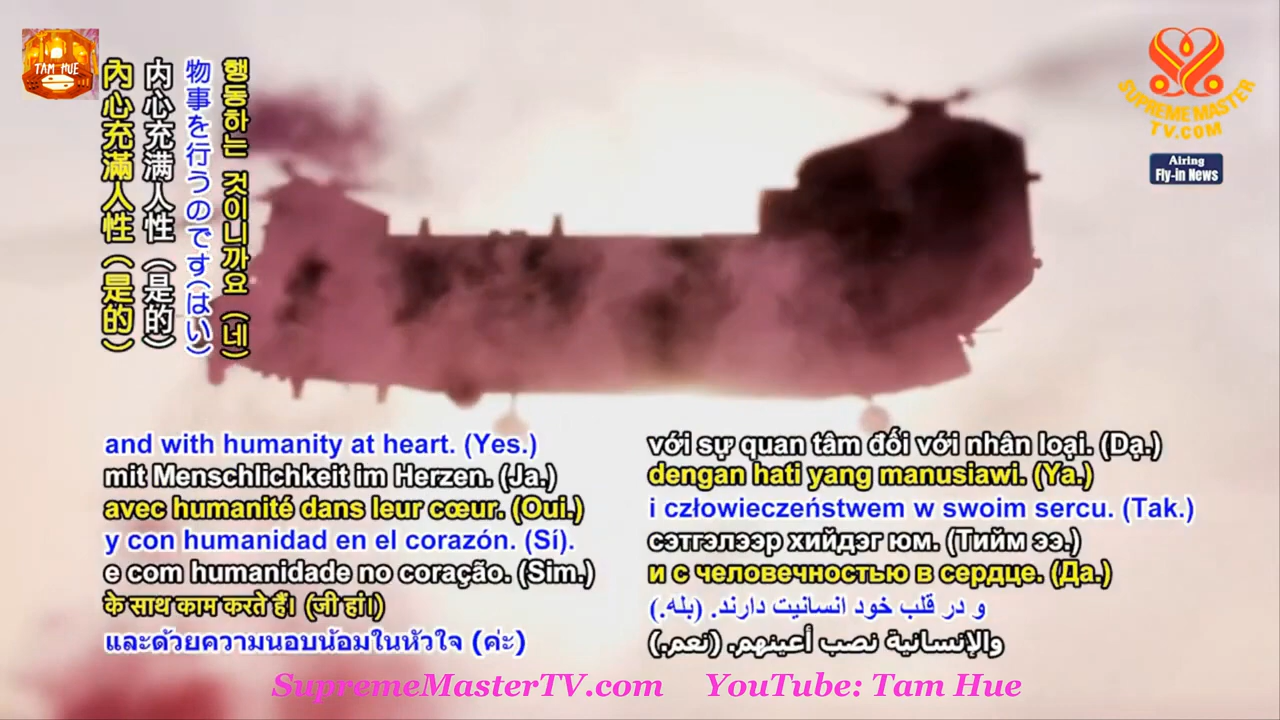 TAM HUE
內心充滿人性（是的）
内心充满人性（是的）
物事を行うのです(はい)
행동하는 것이니까요 (네)
SUPREME MASTER
TV.COM
Airing
Fly-in News
and with humanity at heart. (Yes.)
mit Menschlichkeit im Herzen. (Ja.)
avec humanité dans leur cœur. (Oui.)
y con humanidad en el corazón. (Sí).
e com humanidade no coração. (Sim.)
के साथ काम करते हैं। (जी हां।)
และด้วยความนอบน้อมในหัวใจ (ค่ะ)
với sự quan tâm đối với nhân loại. (Dạ.)
dengan hati yang manusiawi. (Ya.)
i człowieczeństwem w swoim sercu. (Tak.)
сэтгэлээр хийдэг юм. (Тийм ээ.)
и с человечностью в сердце. (Да.)
و در قلب خود انسانیت دارند. (بله.)
والإنسانية نصب أعينهم. (نعم.)
SupremeMasterTV.com YouTube: Tam Hue